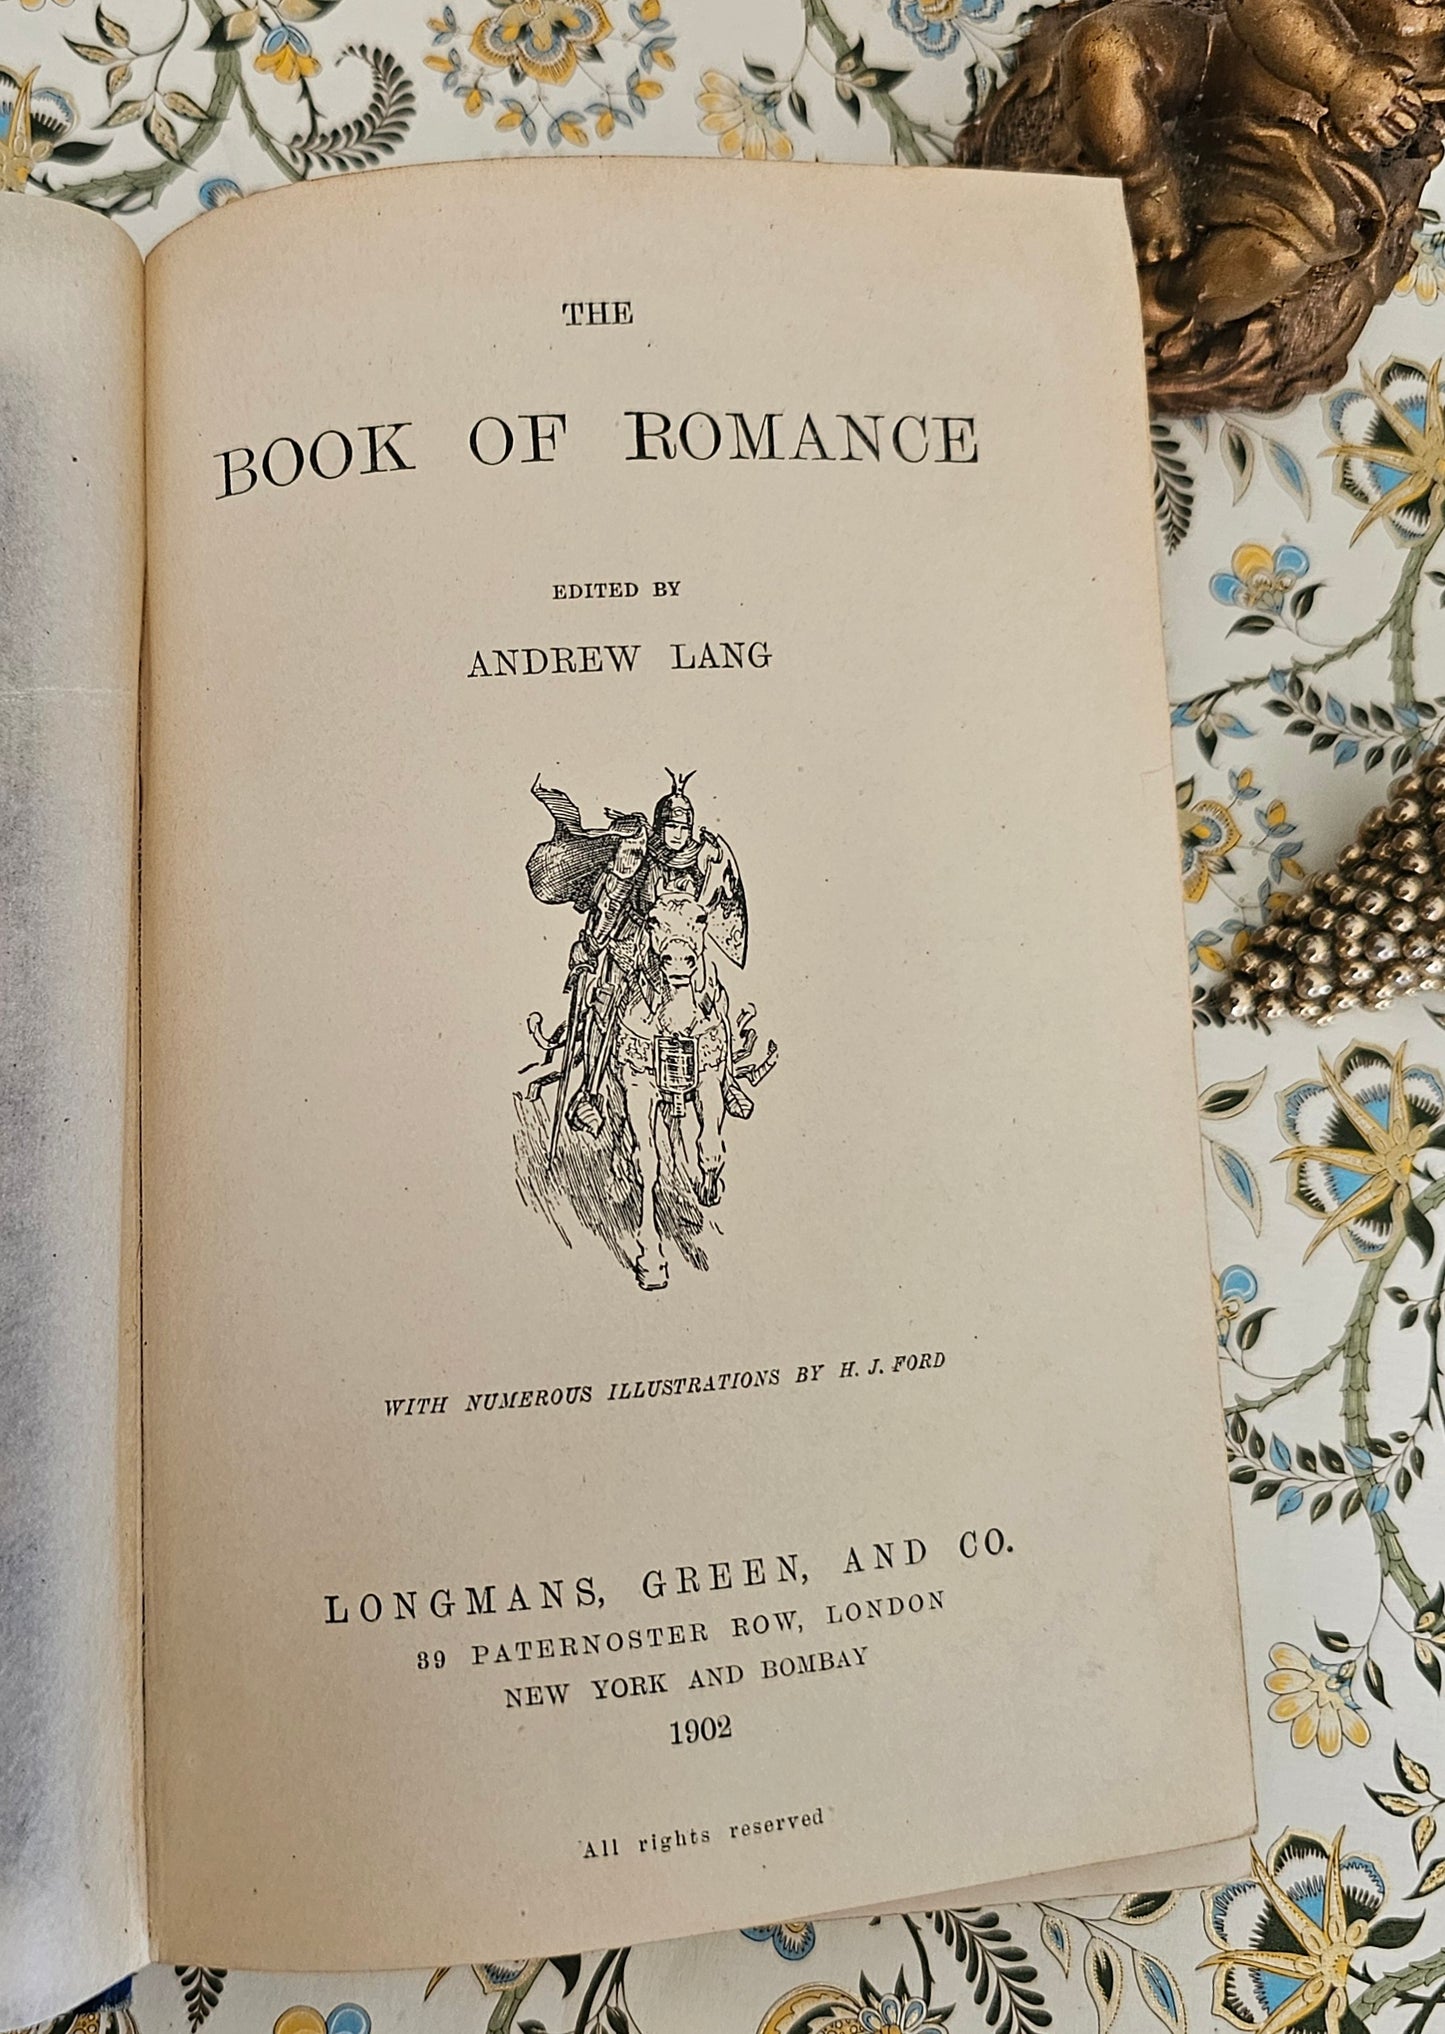 THE
BOOK OF ROMANCE
EDITED BY
ANDREW LANG
WITH NUMEROUS ILLUSTRATIONS BY H. J. FORD
LONGMANS, GREEN, AND CO.
39 PATERNOSTER ROW, LONDON
NEW YORK AND BOMBAY
1902
All rights reserved